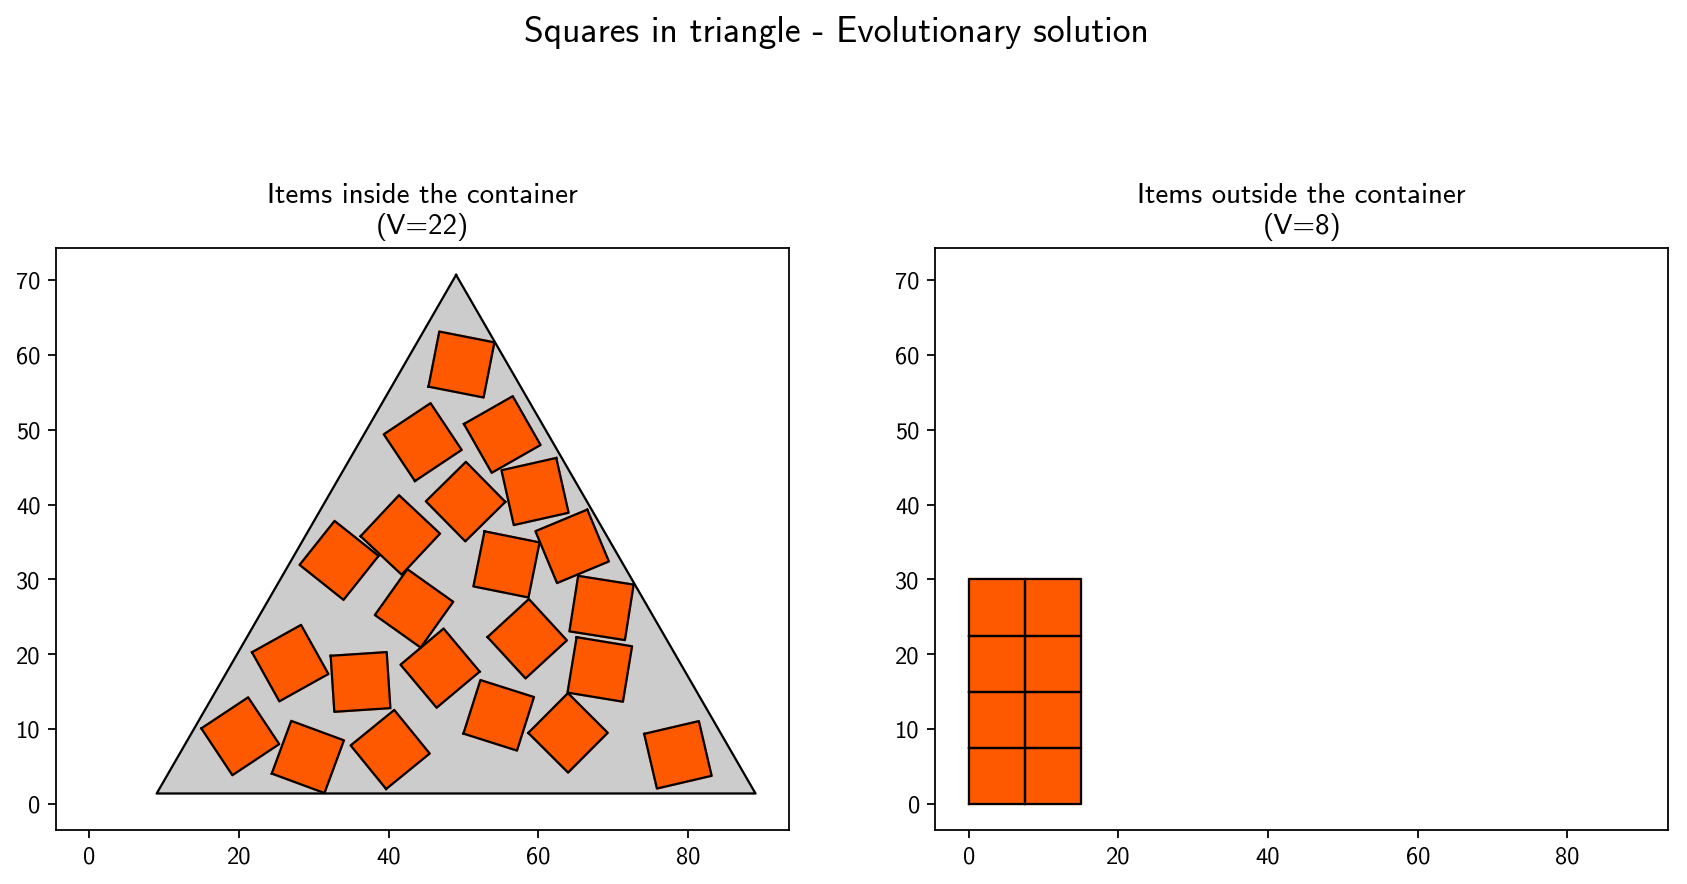 Squares in triangle - Evolutionary solution
Items inside the container
(V=22)
70
60
50
40
30
20
10
0
0 20 40 60 80
Items outside the container
(V=8)
70
60
50
40
30
20
10
0
0 20 40 60 80